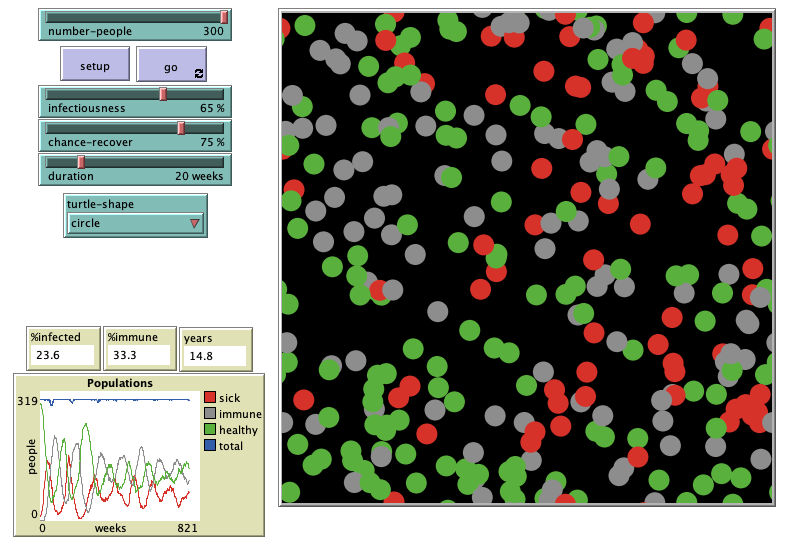 number-people 300
setup
go
infectiousness 65 %
chance-recover 75 %
duration 20 weeks
turtle-shape
circle
%infected
23.6
%immune
33.3
years
14.8
Populations
319
people
0
0 weeks 821
sick
immune
healthy
total